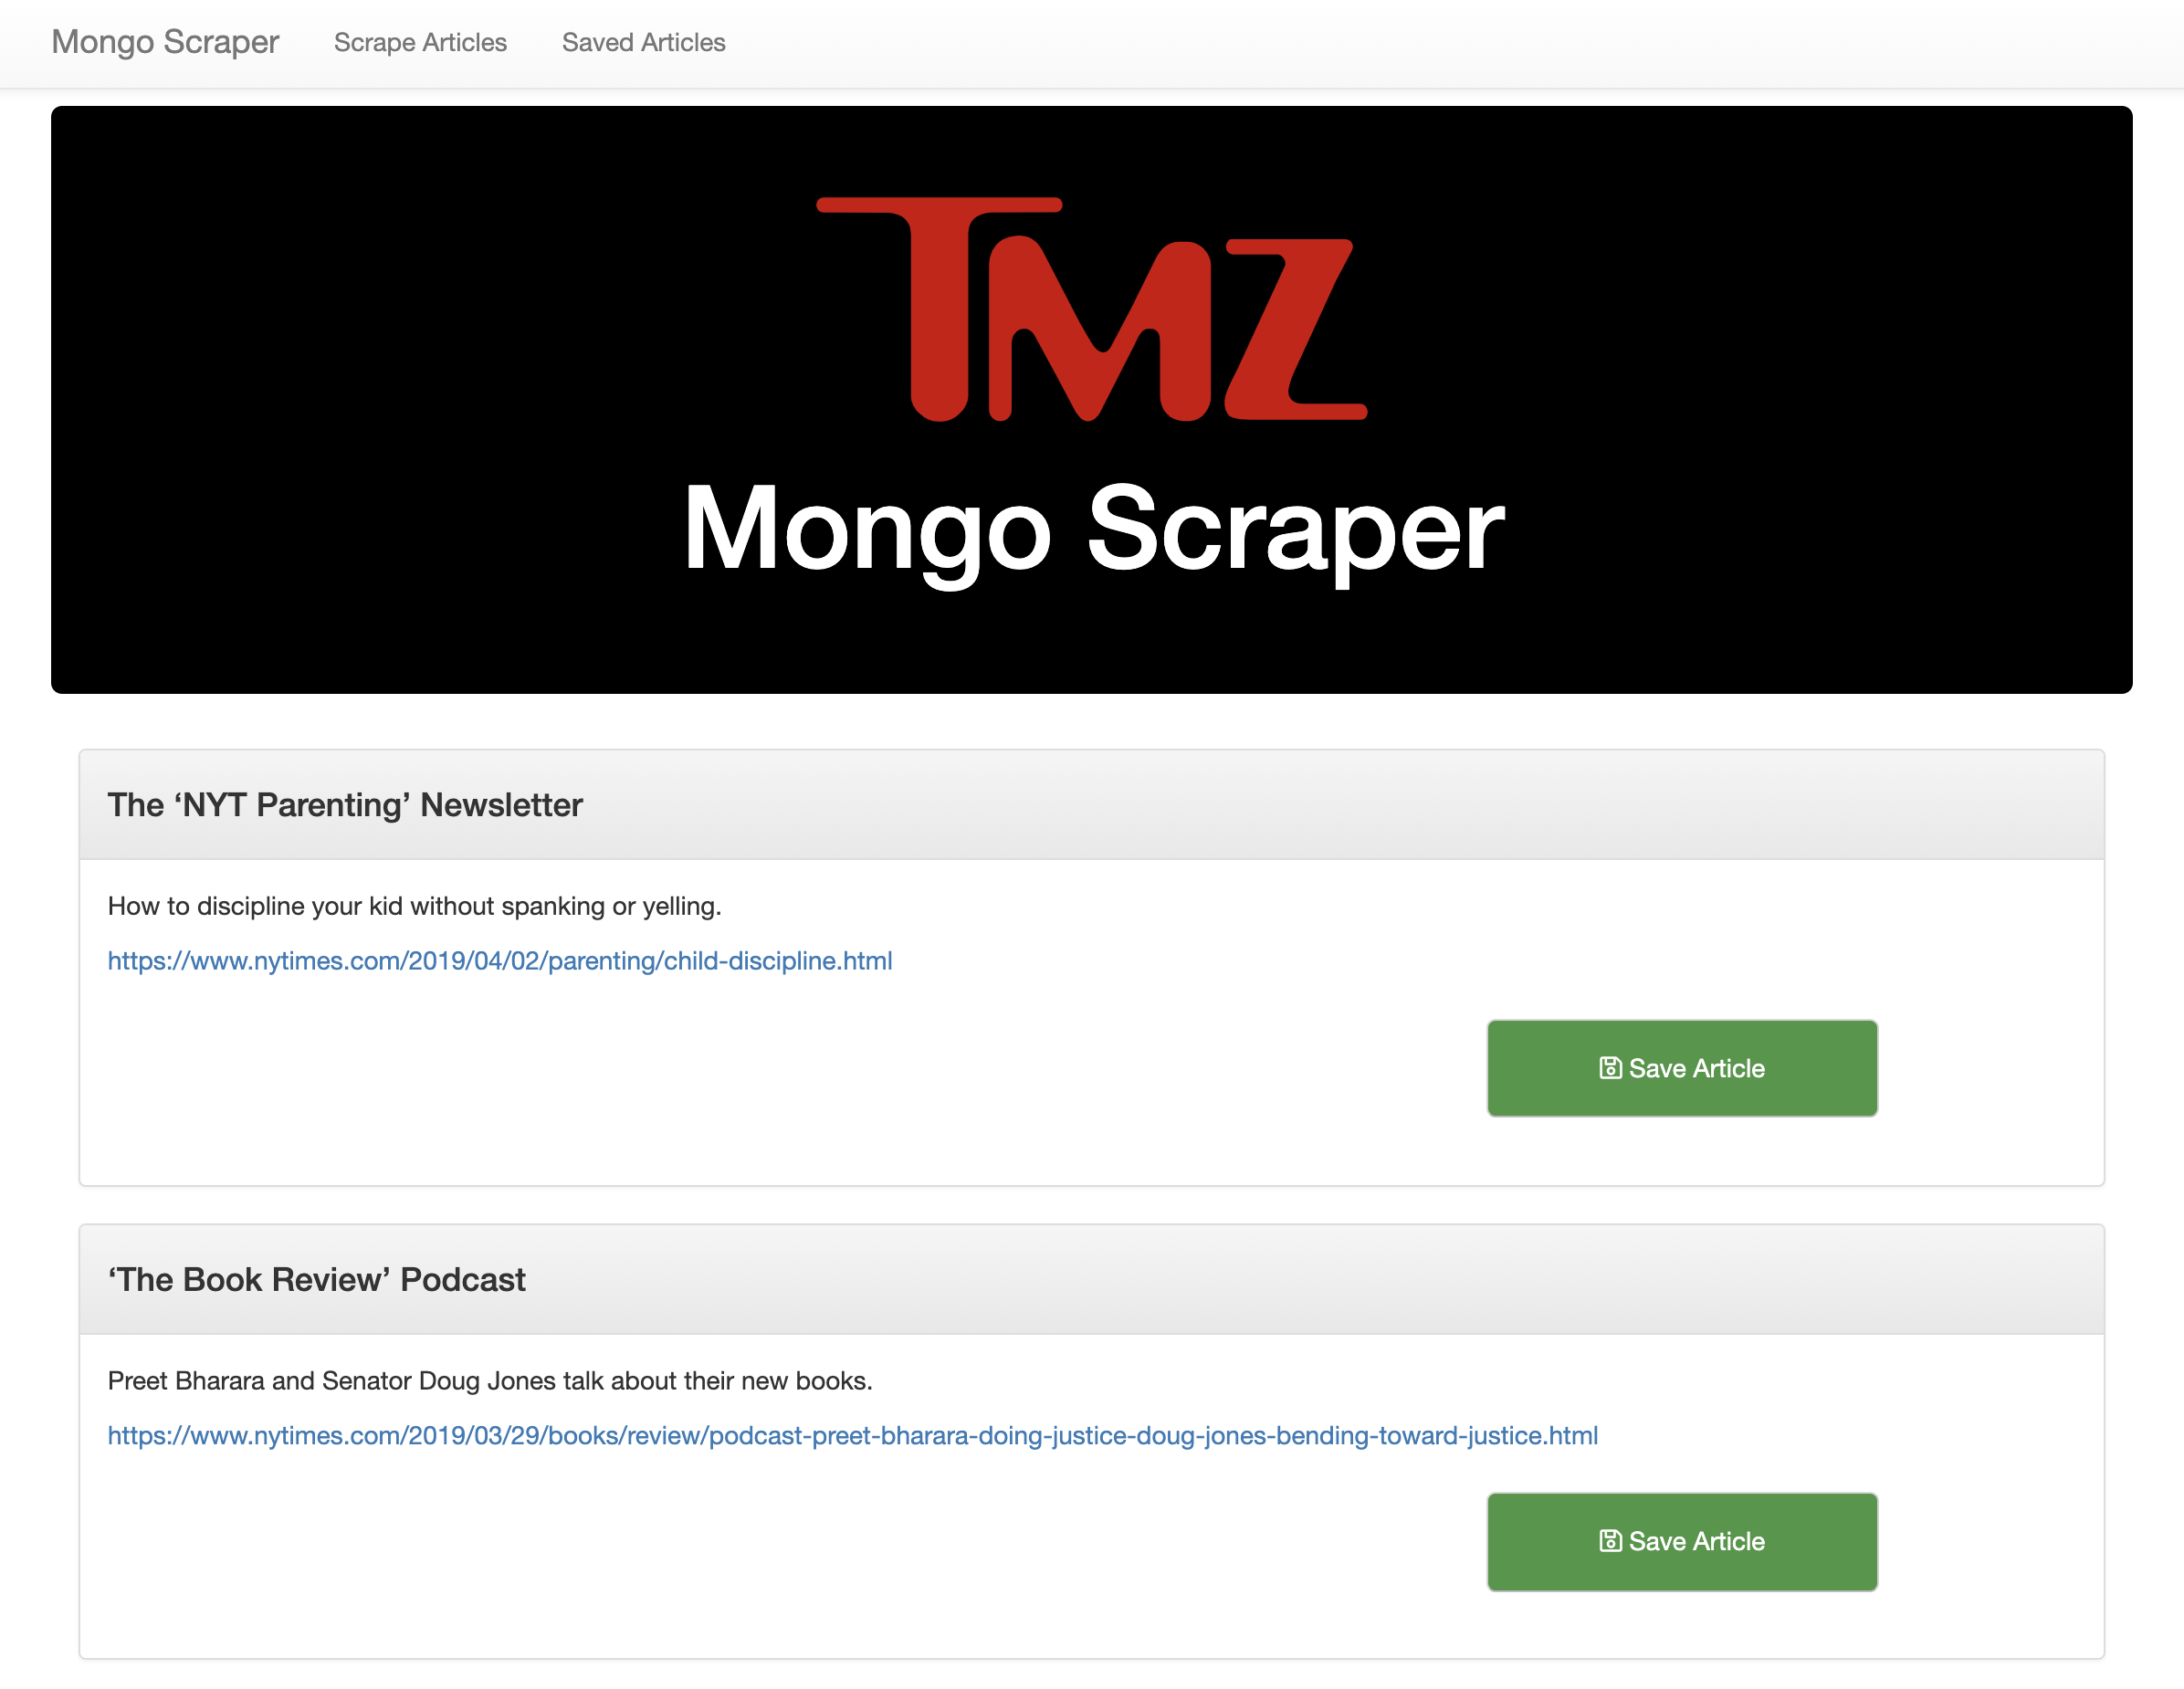 Mongo Scraper Scrape Articles Saved Articles
TMZ
Mongo Scraper
The ‘NYT Parenting’ Newsletter
How to discipline your kid without spanking or yelling.
https://www.nytimes.com/2019/04/02/parenting/child-discipline.html
Save Article
‘The Book Review’ Podcast
Preet Bharara and Senator Doug Jones talk about their new books.
https://www.nytimes.com/2019/03/29/books/review/podcast-preet-bharara-doing-justice-doug-jones-bending-toward-justice.html
Save Article